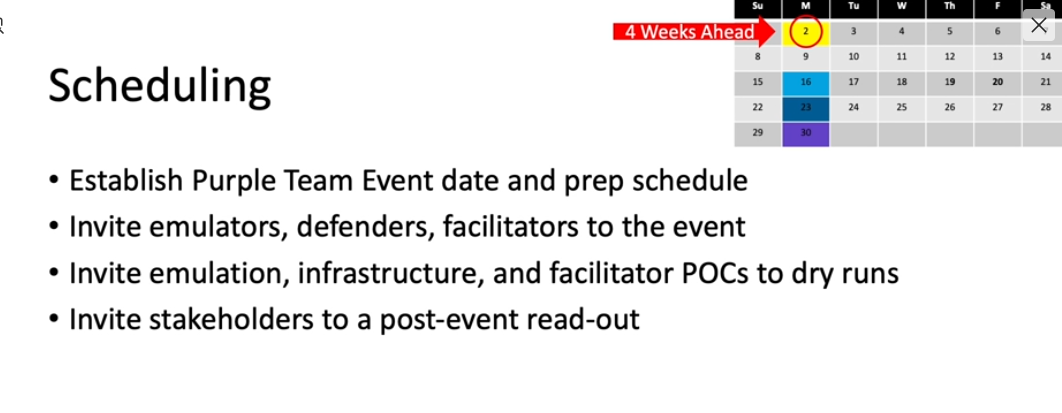 Su M Tu W Th F Sa
4 Weeks Ahead 2 3 4 5 6
8 9 10 11 12 13 14
Scheduling
15 16 17 18 19 20 21
22 23 24 25 26 27 28
29 30
• Establish Purple Team Event date and prep schedule
• Invite emulators, defenders, facilitators to the event
• Invite emulation, infrastructure, and facilitator POCs to dry runs
• Invite stakeholders to a post-event read-out